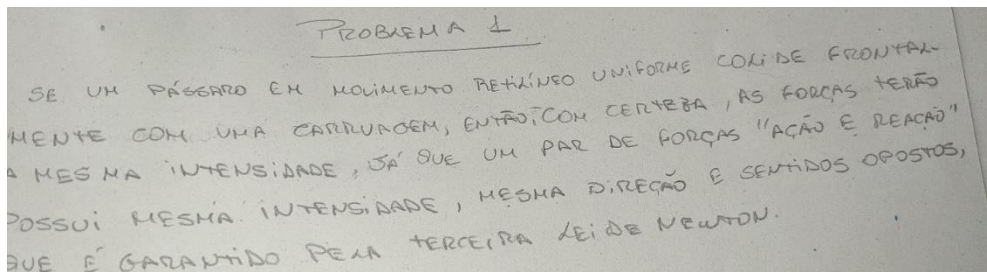 PROBLEMA 1
SE UM PÁSSARO EM MOVIMENTO RETILÍNEO UNIFORME COLIDE FRONTAL-
MENTE COM UMA CARRUAGEM, ENTÃO, COM CERTEZA, AS FORÇAS TERÃO
A MESMA INTENSIDADE, JÁ QUE UM PAR DE FORÇAS "AÇÃO E REAÇÃO"
POSSUI MESMA INTENSIDADE, MESMA DIREÇÃO E SENTIDOS OPOSTOS,
QUE É GARANTIDO PELA TERCEIRA LEI DE NEWTON.